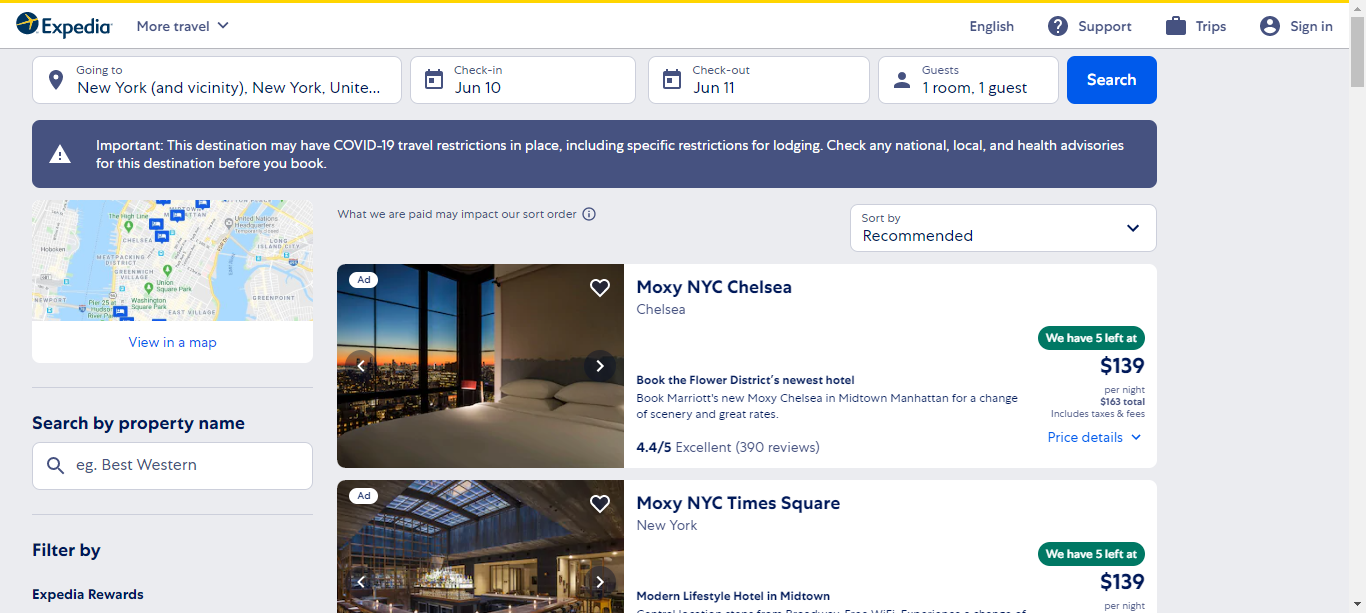 Expedia
More travel
English
Support
Trips
Sign in
Going to
New York (and vicinity), New York, Unite...
Check-in
Jun 10
Check-out
Jun 11
Guests
1 room, 1 guest
Search
Important: This destination may have COVID-19 travel restrictions in place, including specific restrictions for lodging. Check any national, local, and health advisories
for this destination before you book.
The High Line
United Nations
Headquarters
Hoboken
CHELSEA
LONG
ISLAND CITY
MEATPACKING
DISTRICT
GREENWICH
VILLAGE
Union
Square Park
NEWPORT
Pier 25 at
Hudson
River Park
Washington
Square Park
EAST VILLAGE
GREENPOINT
View in a map
Search by property name
eg. Best Western
Filter by
Expedia Rewards
What we are paid may impact our sort order
Sort by
Recommended
Ad
Moxy NYC Chelsea
Chelsea
We have 5 left at
$139
per night
$163 total
Includes taxes & fees
Price details
Book the Flower District's newest hotel
Book Marriott's new Moxy Chelsea in Midtown Manhattan for a change
of scenery and great rates.
4.4/5 Excellent (390 reviews)
Ad
Moxy NYC Times Square
New York
We have 5 left at
$139
per night
Modern Lifestyle Hotel in Midtown